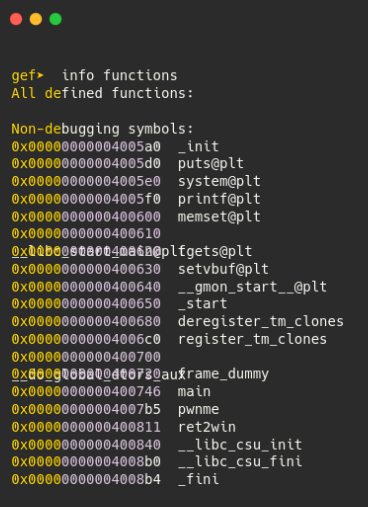 gef➤  info functions
All defined functions:
Non-debugging symbols:
0x00000000004005a0  _init
0x00000000004005d0  puts@plt
0x00000000004005e0  system@plt
0x00000000004005f0  printf@plt
0x0000000000400600  memset@plt
0x0000000000400610
__libc_start_main@plt
fgets@plt
0x0000000000400630  setvbuf@plt
0x0000000000400640  __gmon_start__@plt
0x0000000000400650  _start
0x0000000000400680  deregister_tm_clones
0x00000000004006c0  register_tm_clones
0x0000000000400700
__do_global_dtors_aux
frame_dummy
0x0000000000400746  main
0x00000000004007b5  pwnme
0x0000000000400811  ret2win
0x0000000000400840  __libc_csu_init
0x00000000004008b0  __libc_csu_fini
0x00000000004008b4  _fini